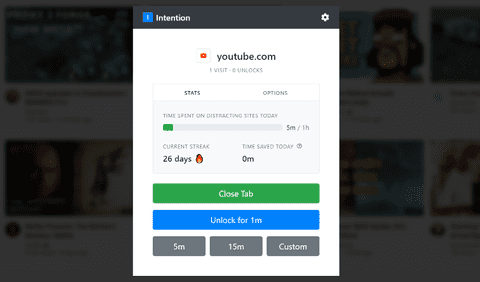 Intention
youtube.com
1 VISIT · 0 UNLOCKS
STATS OPTIONS
TIME SPENT ON DISTRACTING SITES TODAY
5m / 1h
CURRENT STREAK TIME SAVED TODAY
26 days 0m
Close Tab
Unlock for 1m
5m 15m Custom